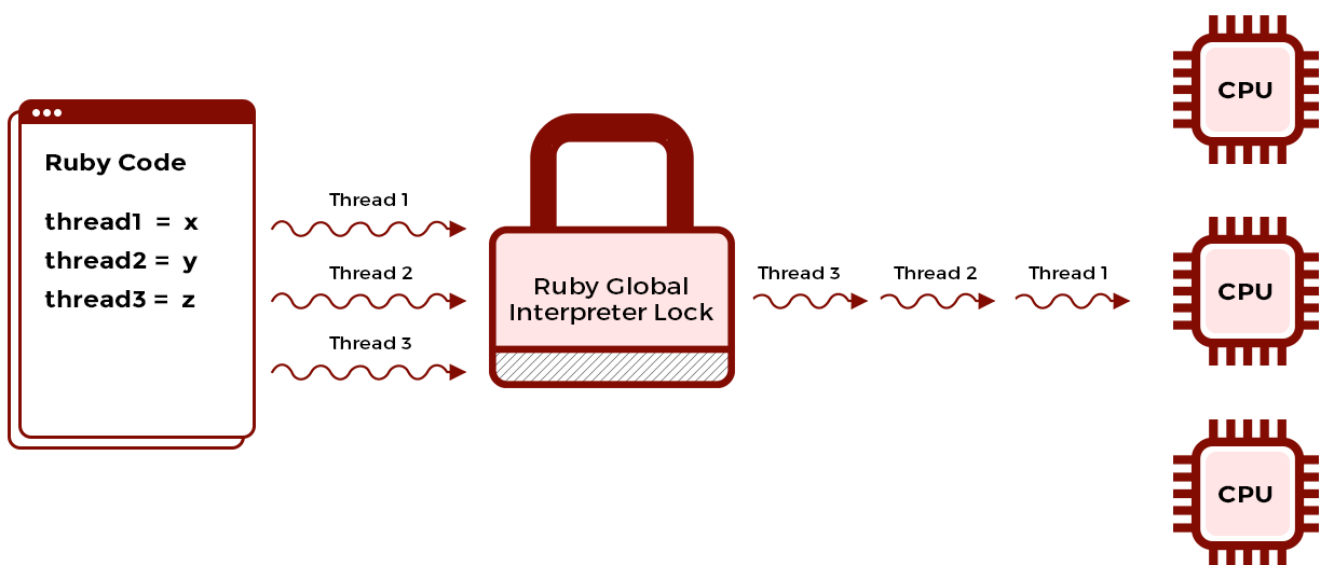 Ruby Code
thread1 = x
thread2 = y
thread3 = z
Thread 1
Thread 2
Thread 3
Ruby Global
Interpreter Lock
Thread 3
Thread 2
Thread 1
CPU
CPU
CPU